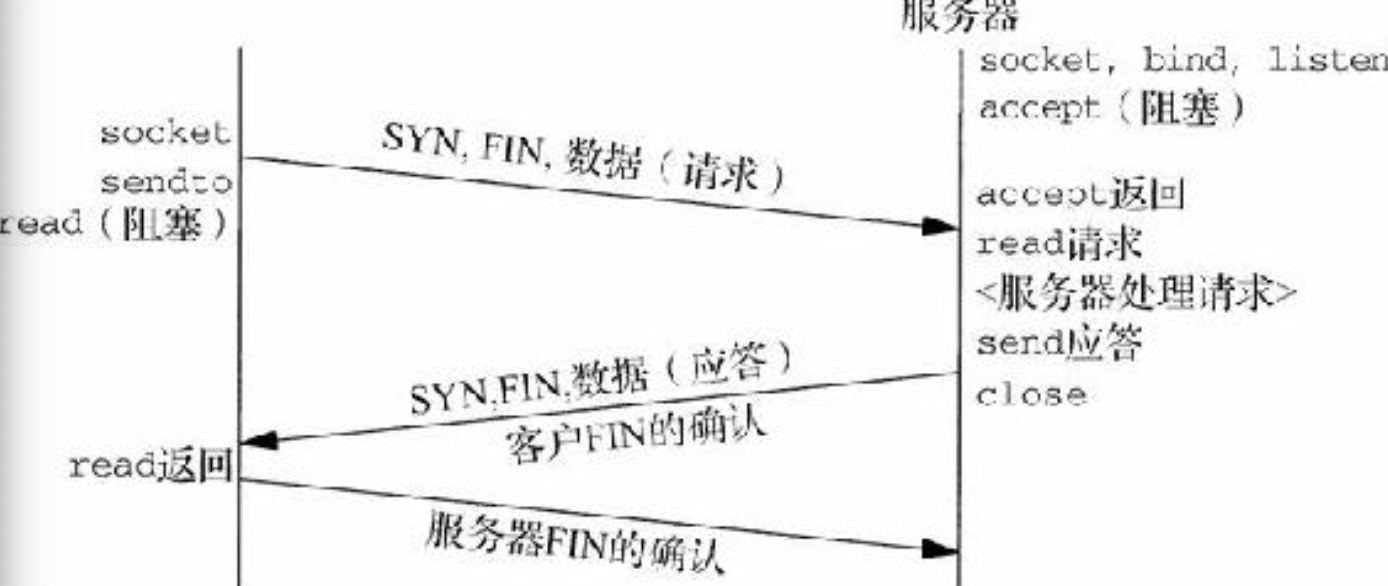 服务器
socket, bind, listen
accept（阻塞）
socket
SYN, FIN, 数据（请求）
sendto
accept返回
read（阻塞）
read请求
<服务器处理请求>
send应答
SYN,FIN,数据（应答）
close
客户FIN的确认
read返回
服务器FIN的确认